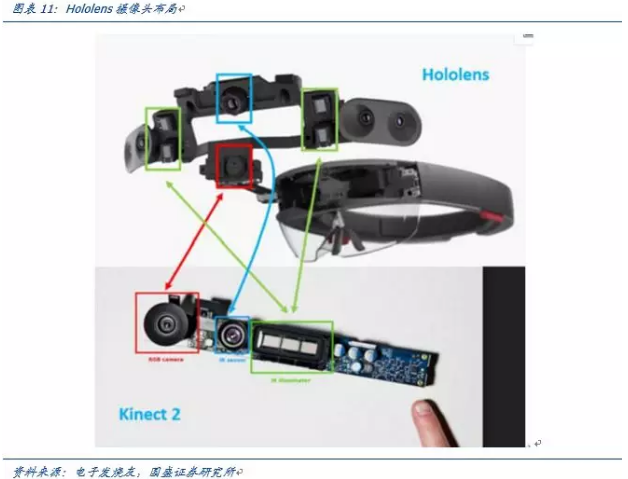 图表 11：Hololens 摄像头布局
Hololens
RGB camera
IR sensor
IR illuminator
Kinect 2
资料来源：电子发烧友，国盛证券研究所